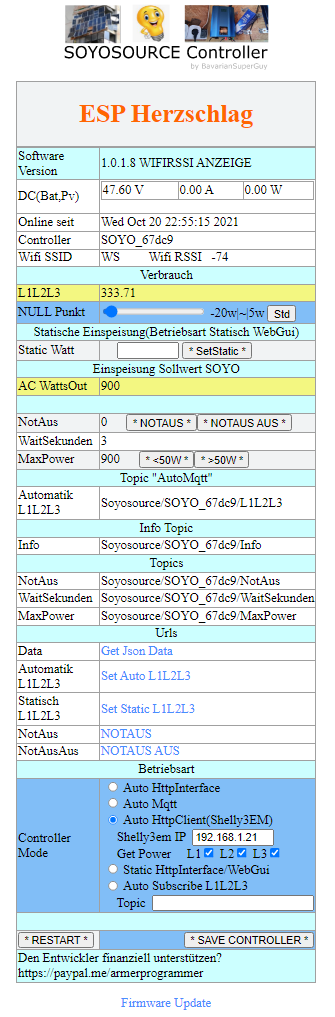 SOYOSOURCE Controller
by BavarianSuperGuy
ESP Herzschlag
Software Version 1.0.1.8 WIFIRSSI ANZEIGE
DC(Bat,Pv) 47.60 V 0.00 A 0.00 W
Online seit Wed Oct 20 22:55:15 2021
Controller SOYO_67dc9
Wifi SSID WS Wifi RSSI -74
Verbrauch
L1L2L3 333.71
NULL Punkt -20w|~|5w Std
Statische Einspeisung(Betriebsart Statisch WebGui)
Static Watt * SetStatic *
Einspeisung Sollwert SOYO
AC WattsOut 900
NotAus 0 * NOTAUS * * NOTAUS AUS *
WaitSekunden 3
MaxPower 900 * <50W * * >50W *
Topic "AutoMqtt"
Automatik L1L2L3 Soyosource/SOYO_67dc9/L1L2L3
Info Topic
Info Soyosource/SOYO_67dc9/Info
Topics
NotAus Soyosource/SOYO_67dc9/NotAus
WaitSekunden Soyosource/SOYO_67dc9/WaitSekunden
MaxPower Soyosource/SOYO_67dc9/MaxPower
Urls
Data Get Json Data
Automatik L1L2L3 Set Auto L1L2L3
Statisch L1L2L3 Set Static L1L2L3
NotAus NOTAUS
NotAusAus NOTAUS AUS
Betriebsart
Controller Mode
Auto HttpInterface
Auto Mqtt
Auto HttpClient(Shelly3EM)
Shelly3em IP 192.168.1.21
Get Power L1 L2 L3
Static HttpInterface/WebGui
Auto Subscribe L1L2L3
Topic
* RESTART * * SAVE CONTROLLER *
Den Entwickler finanziell unterstützen?
https://paypal.me/armerprogrammer
Firmware Update